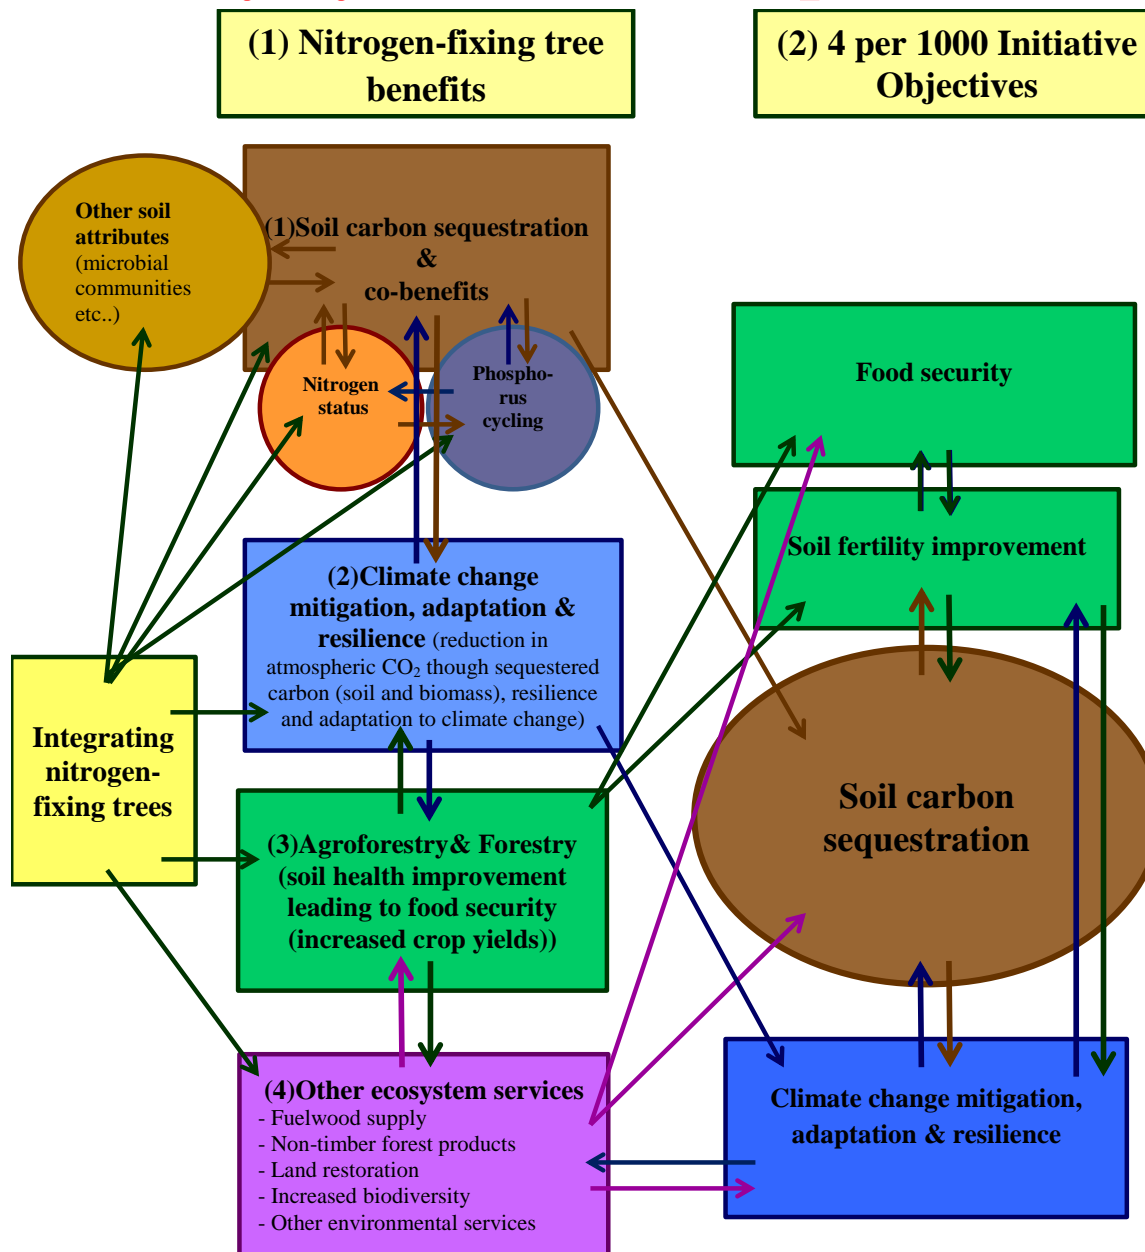 (1) Nitrogen-fixing tree
benefits
(2) 4 per 1000 Initiative
Objectives
Other soil
attributes
(microbial
communities
etc..)
(1)Soil carbon sequestration
&
co-benefits
Nitrogen
status
Phospho-
rus
cycling
Food security
Soil fertility improvement
(2)Climate change
mitigation, adaptation &
resilience (reduction in
atmospheric CO₂ though sequestered
carbon (soil and biomass), resilience
and adaptation to climate change)
Integrating
nitrogen-
fixing trees
Soil carbon
sequestration
(3)Agroforestry& Forestry
(soil health improvement
leading to food security
(increased crop yields))
(4)Other ecosystem services
- Fuelwood supply
- Non-timber forest products
- Land restoration
- Increased biodiversity
- Other environmental services
Climate change mitigation,
adaptation & resilience